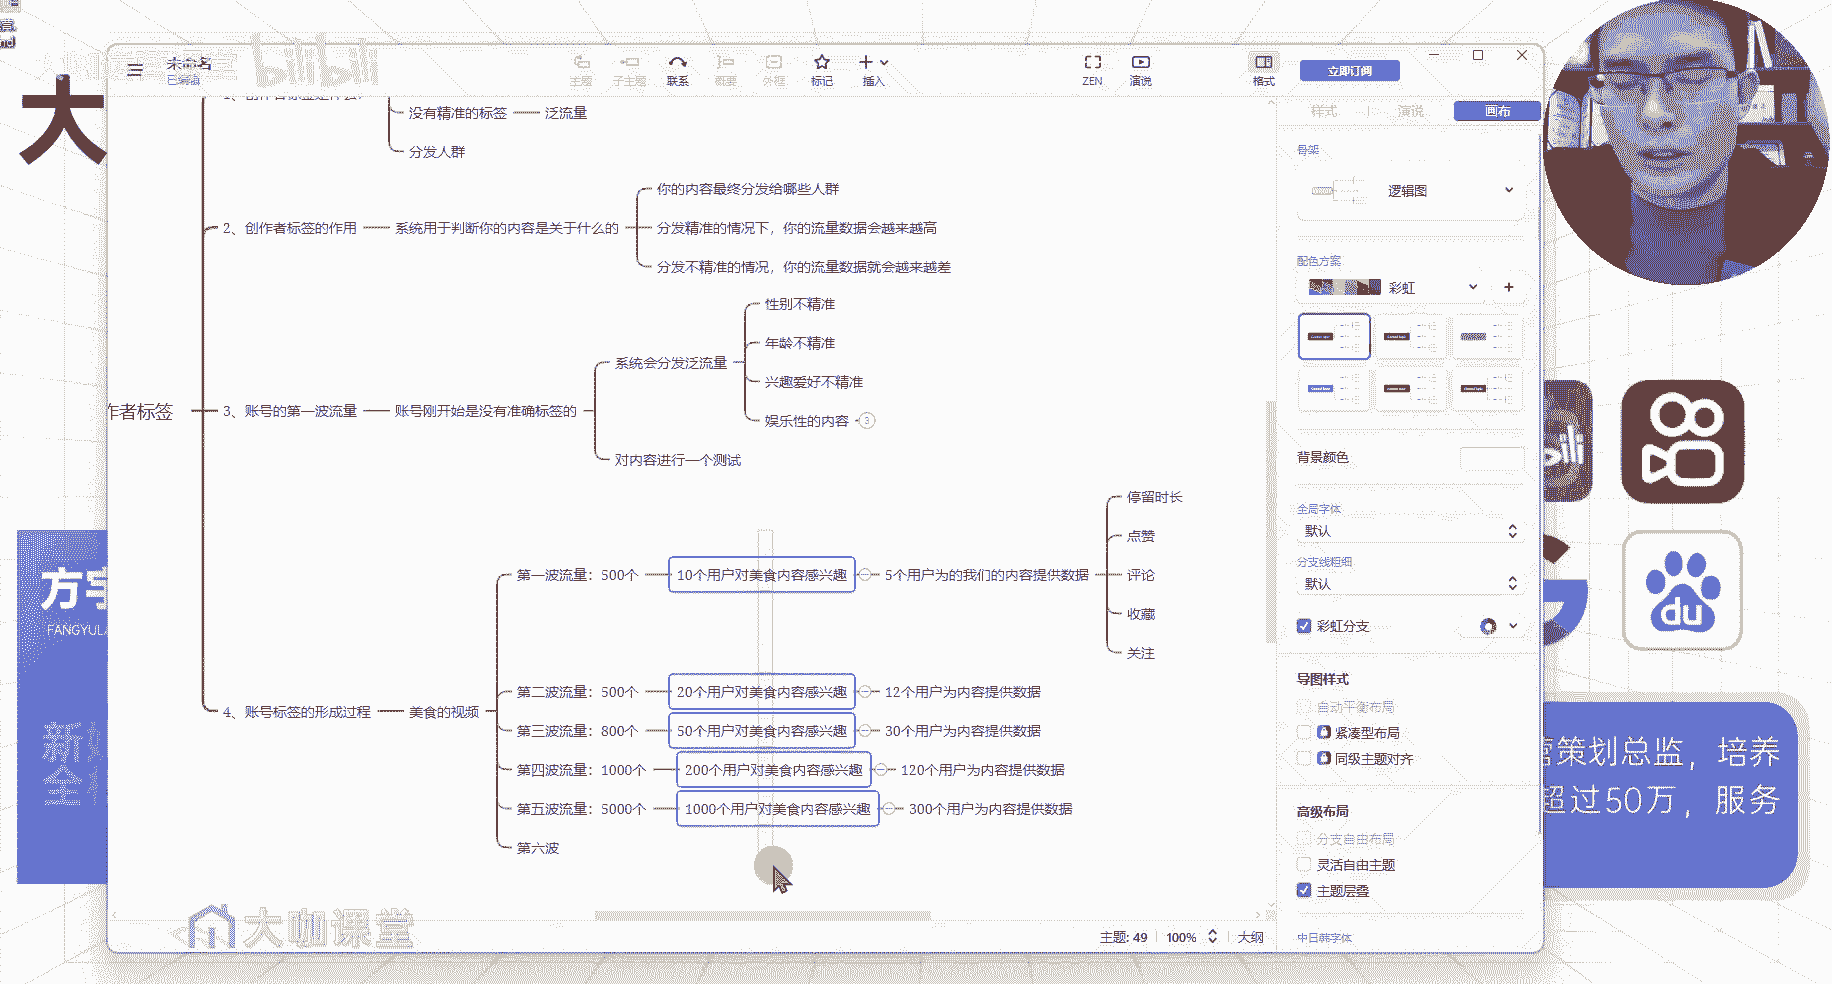 bilibili
未命名
已编辑
主题
子主题
联系
概要
外框
标记
插入
ZEN
演说
格式
立即订阅
大
1、创作者标签是什么？
没有精准的标签
泛流量
分发人群
2、创作者标签的作用
系统用于判断你的内容是关于什么的
你的内容最终分发给哪些人群
分发精准的情况下，你的流量数据会越来越高
分发不精准的情况，你的流量数据就会越来越差
作者标签
3、账号的第一波流量
账号刚开始是没有准确标签的
系统会分发泛流量
性别不精准
年龄不精准
兴趣爱好不精准
娱乐性的内容
3
对内容进行一个测试
4、账号标签的形成过程
美食的视频
第一波流量：500个
10个用户对美食内容感兴趣
5个用户为的我们的内容提供数据
停留时长
点赞
评论
收藏
关注
第二波流量：500个
20个用户对美食内容感兴趣
12个用户为内容提供数据
第三波流量：800个
50个用户对美食内容感兴趣
30个用户为内容提供数据
第四波流量：1000个
200个用户对美食内容感兴趣
120个用户为内容提供数据
第五波流量：5000个
1000个用户对美食内容感兴趣
300个用户为内容提供数据
第六波
大咖课堂
主题: 49
100%
大纲
样式
演说
画布
骨架
逻辑图
配色方案
彩虹
背景颜色
全局字体
默认
分支线粗细
默认
彩虹分支
导图样式
自动平衡布局
紧凑型布局
同级主题对齐
高级布局
分支自由布局
灵活自由主题
主题层叠
中日韩字体
方宇
FANGYUL
新
全
du
营策划总监，培养
超过50万，服务